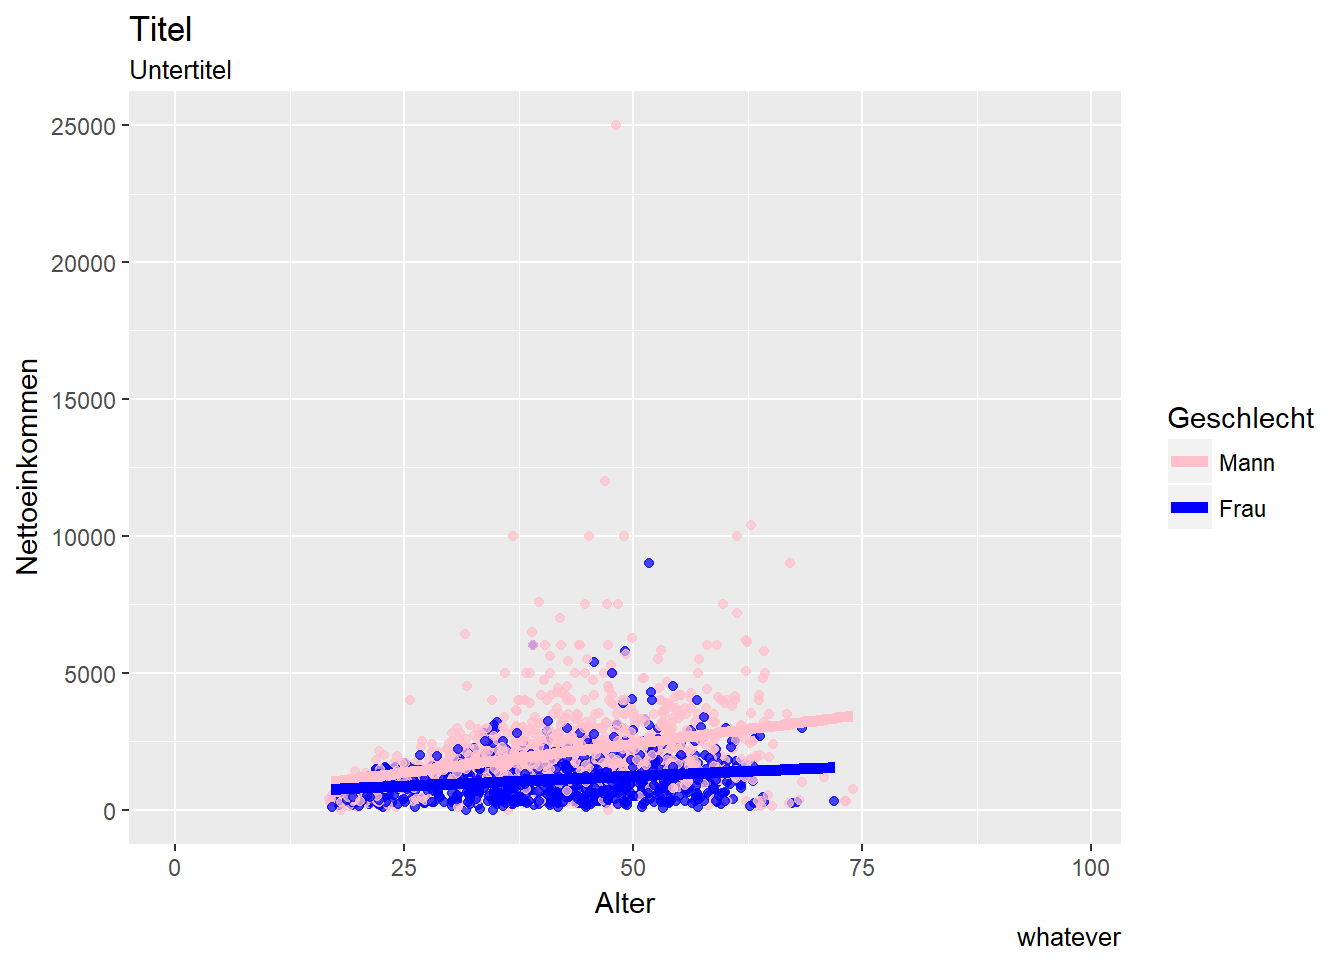 Titel
Untertitel
Nettoeinkommen
25000
20000
15000
10000
5000
0
0 25 50 75 100
Alter
Geschlecht
Mann
Frau
whatever